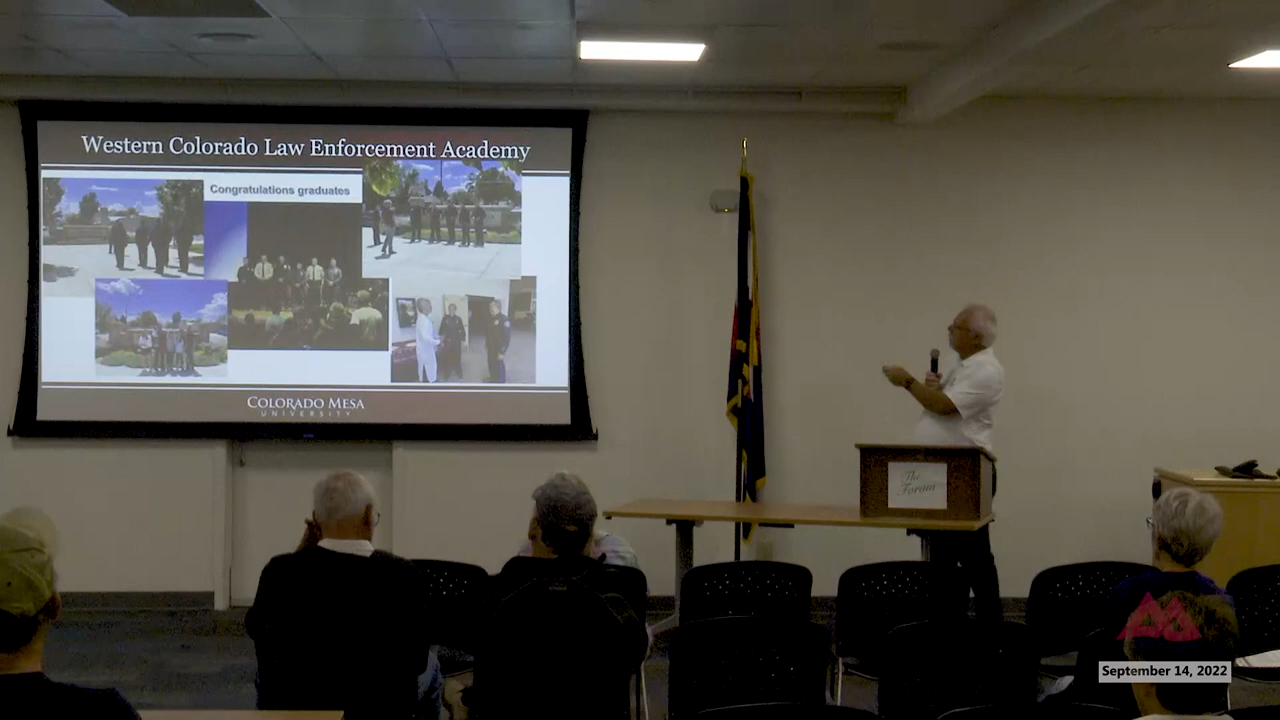 Western Colorado Law Enforcement Academy
Congratulations graduates
COLORADO MESA
UNIVERSITY
The
Forum
September 14, 2022